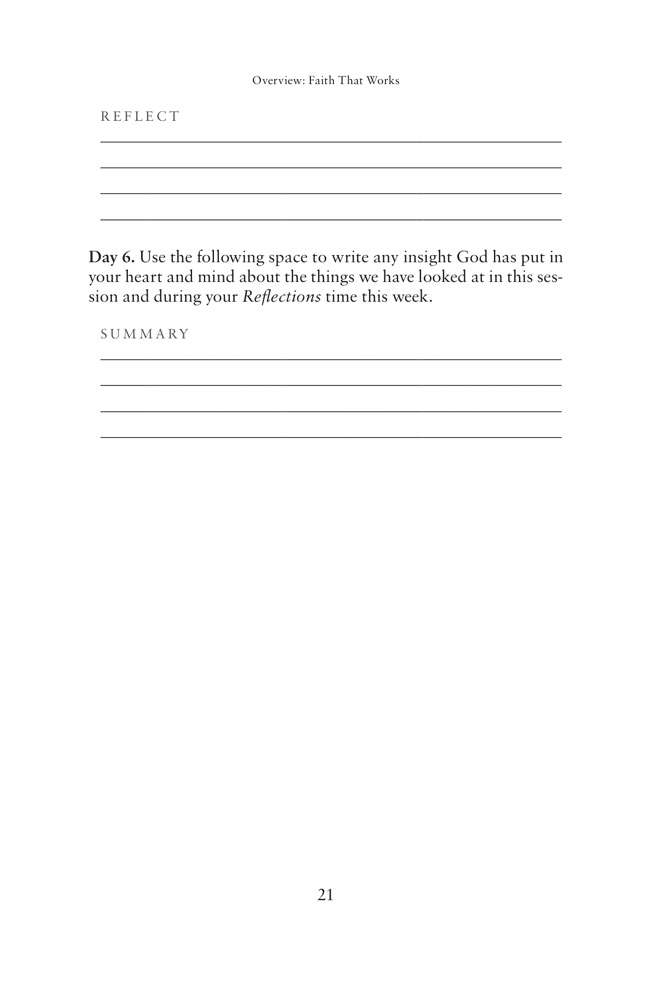 Overview: Faith That Works
REFLECT
Day 6. Use the following space to write any insight God has put in
your heart and mind about the things we have looked at in this ses-
sion and during your Reflections time this week.
SUMMARY
21